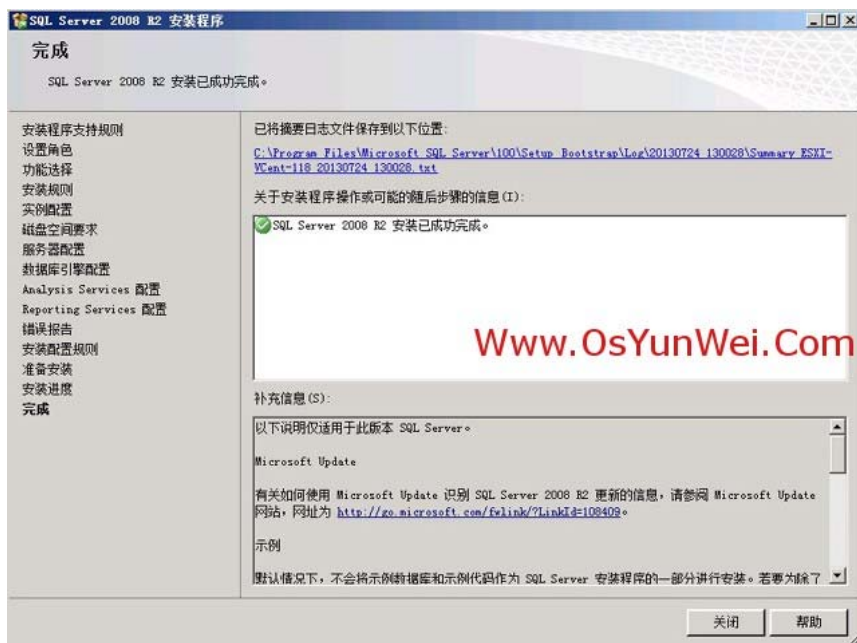 SQL Server 2008 R2 安装程序
完成
SQL Server 2008 R2 安装已成功完成。
安装程序支持规则
设置角色
功能选择
安装规则
实例配置
磁盘空间要求
服务器配置
数据库引擎配置
Analysis Services 配置
Reporting Services 配置
错误报告
安装配置规则
准备安装
安装进度
完成
已将摘要日志文件保存到以下位置:
C:\Program Files\Microsoft SQL Server\100\Setup Bootstrap\Log\20130724_130028\Summary_ESXI-
VCent-118_20130724_130028.txt
关于安装程序操作或可能的随后步骤的信息(I):
SQL Server 2008 R2 安装已成功完成。
Www.OsYunWei.Com
补充信息(S):
以下说明仅适用于此版本 SQL Server。
Microsoft Update
有关如何使用 Microsoft Update 识别 SQL Server 2008 R2 更新的信息，请参阅 Microsoft Update
网站，网址为 http://go.microsoft.com/fwlink/?LinkId=108409。
示例
默认情况下，不会将示例数据库和示例代码作为 SQL Server 安装程序的一部分进行安装。若要为除了
关闭
帮助